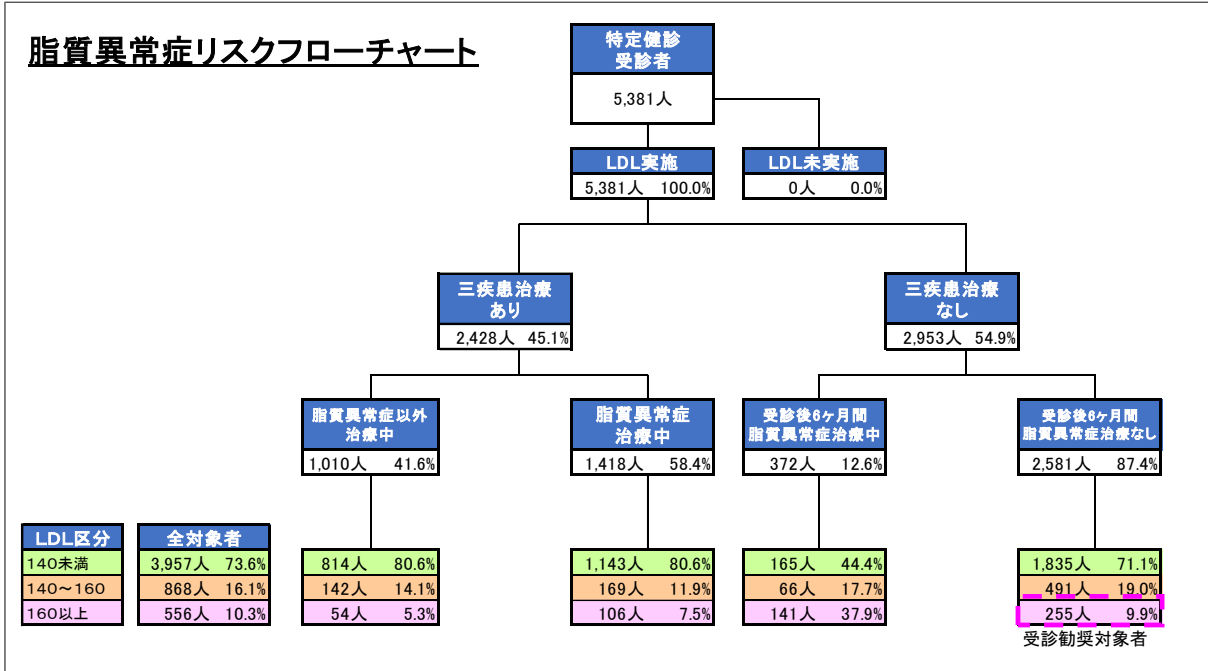 脂質異常症リスクフローチャート
特定健診
受診者
5,381人
LDL実施
5,381人 100.0%
LDL未実施
0人 0.0%
三疾患治療
あり
2,428人 45.1%
三疾患治療
なし
2,953人 54.9%
脂質異常症以外
治療中
1,010人 41.6%
脂質異常症
治療中
1,418人 58.4%
受診後6ヶ月間
脂質異常症治療中
372人 12.6%
受診後6ヶ月間
脂質異常症治療なし
2,581人 87.4%
LDL区分 全対象者
140未満 3,957人 73.6% 814人 80.6% 1,143人 80.6% 165人 44.4% 1,835人 71.1%
140～160 868人 16.1% 142人 14.1% 169人 11.9% 66人 17.7% 491人 19.0%
160以上 556人 10.3% 54人 5.3% 106人 7.5% 141人 37.9% 255人 9.9%
受診勧奨対象者